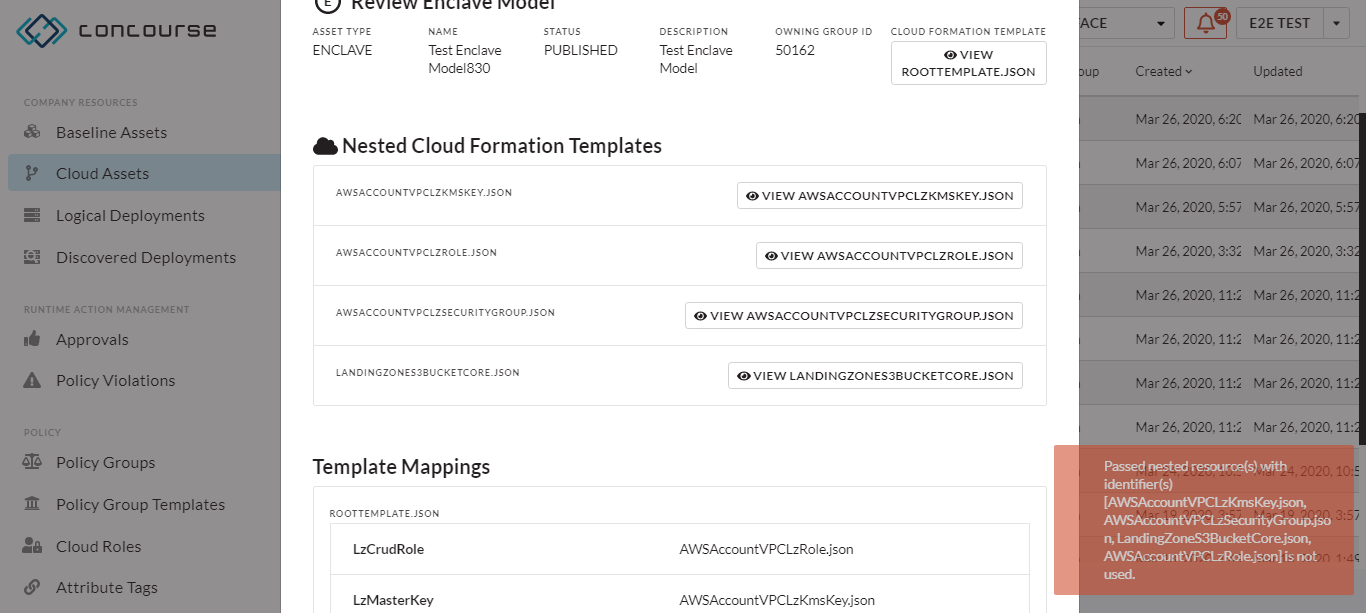 concourse
COMPANY RESOURCES
Baseline Assets
Cloud Assets
Logical Deployments
Discovered Deployments
RUNTIME ACTION MANAGEMENT
Approvals
Policy Violations
POLICY
Policy Groups
Policy Group Templates
Cloud Roles
Attribute Tags
E Review Enclave Model
ASSET TYPE
ENCLAVE
NAME
Test Enclave
Model830
STATUS
PUBLISHED
DESCRIPTION
Test Enclave
Model
OWNING GROUP ID
50162
CLOUD FORMATION TEMPLATE
VIEW
ROOTTEMPLATE.JSON
Nested Cloud Formation Templates
AWSACCOUNTVPCLZKMSKEY.JSON VIEW AWSACCOUNTVPCLZKMSKEY.JSON
AWSACCOUNTVPCLZROLE.JSON VIEW AWSACCOUNTVPCLZROLE.JSON
AWSACCOUNTVPCLZSECURITYGROUP.JSON VIEW AWSACCOUNTVPCLZSECURITYGROUP.JSON
LANDINGZONES3BUCKETCORE.JSON VIEW LANDINGZONES3BUCKETCORE.JSON
Template Mappings
ROOTTEMPLATE.JSON
LzCrudRole AWSAccountVPCLzRole.json
LzMasterKey AWSAccountVPCLzKmsKey.json
FACE 50 E2E TEST
oup Created Updated
Mar 26, 2020, 6:20 Mar 26, 2020, 6:20
Mar 26, 2020, 6:07 Mar 26, 2020, 6:07
Mar 26, 2020, 5:57 Mar 26, 2020, 5:57
Mar 26, 2020, 3:32 Mar 26, 2020, 3:32
Mar 26, 2020, 11:2 Mar 26, 2020, 11:2
Mar 26, 2020, 11:2 Mar 26, 2020, 11:2
Mar 26, 2020, 11:2 Mar 26, 2020, 11:2
Mar 26, 2020, 11:2 Mar 26, 2020, 11:2
Passed nested resource(s) with
identifier(s)
[AWSAccountVPCLzKmsKey.json,
AWSAccountVPCLzSecurityGroup.jso
n, LandingZoneS3BucketCore.json,
AWSAccountVPCLzRole.json] is not
used.